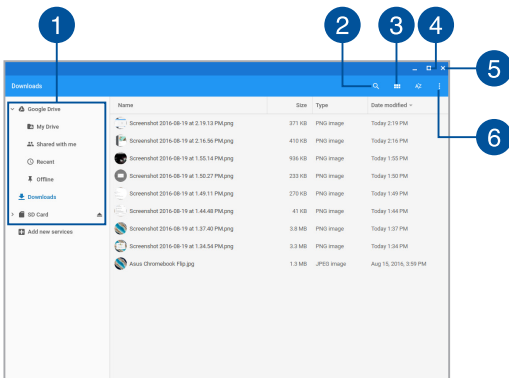 1 2 3 4
5
Downloads AZ
6
Google Drive Name Size Type Date modified
My Drive Screenshot 2016-08-19 at 2.19.13 PM.png 371 KB PNG image Today 2:19 PM
Shared with me Screenshot 2016-08-19 at 2.16.56 PM.png 410 KB PNG image Today 2:16 PM
Recent Screenshot 2016-08-19 at 1.55.14 PM.png 936 KB PNG image Today 1:55 PM
Offline Screenshot 2016-08-19 at 1.50.27 PM.png 233 KB PNG image Today 1:50 PM
Downloads Screenshot 2016-08-19 at 1.49.11 PM.png 270 KB PNG image Today 1:49 PM
SD Card Screenshot 2016-08-19 at 1.44.48 PM.png 41 KB PNG image Today 1:44 PM
Add new services Screenshot 2016-08-19 at 1.37.40 PM.png 3.8 MB PNG image Today 1:37 PM
Screenshot 2016-08-19 at 1.34.54 PM.png 3.3 MB PNG image Today 1:34 PM
Asus Chromebook Flip.jpg 1.3 MB JPEG image Aug 15, 2016, 3:59 PM